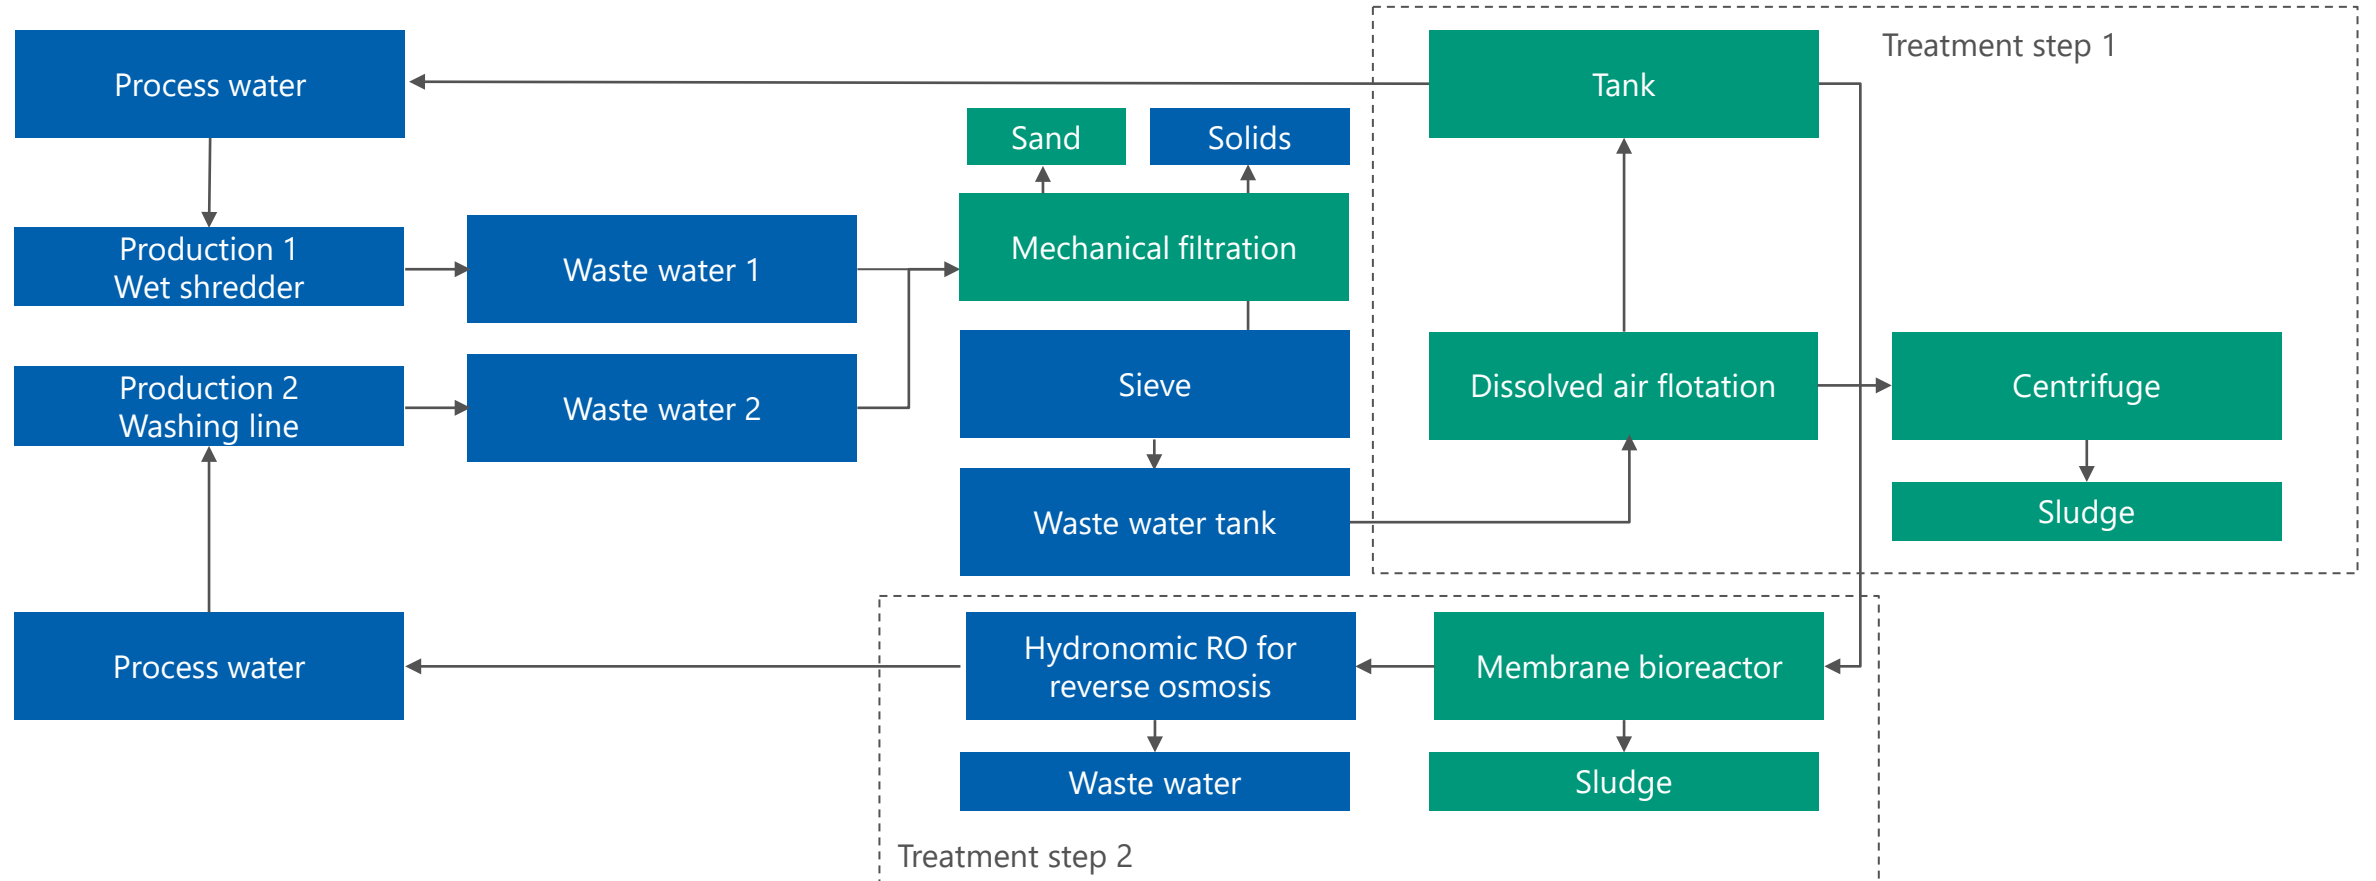 Treatment step 1
Process water
Tank
Sand
Solids
Production 1
Wet shredder
Waste water 1
Mechanical filtration
Production 2
Washing line
Waste water 2
Sieve
Dissolved air flotation
Centrifuge
Waste water tank
Sludge
Process water
Hydronomic RO for
reverse osmosis
Membrane bioreactor
Waste water
Sludge
Treatment step 2